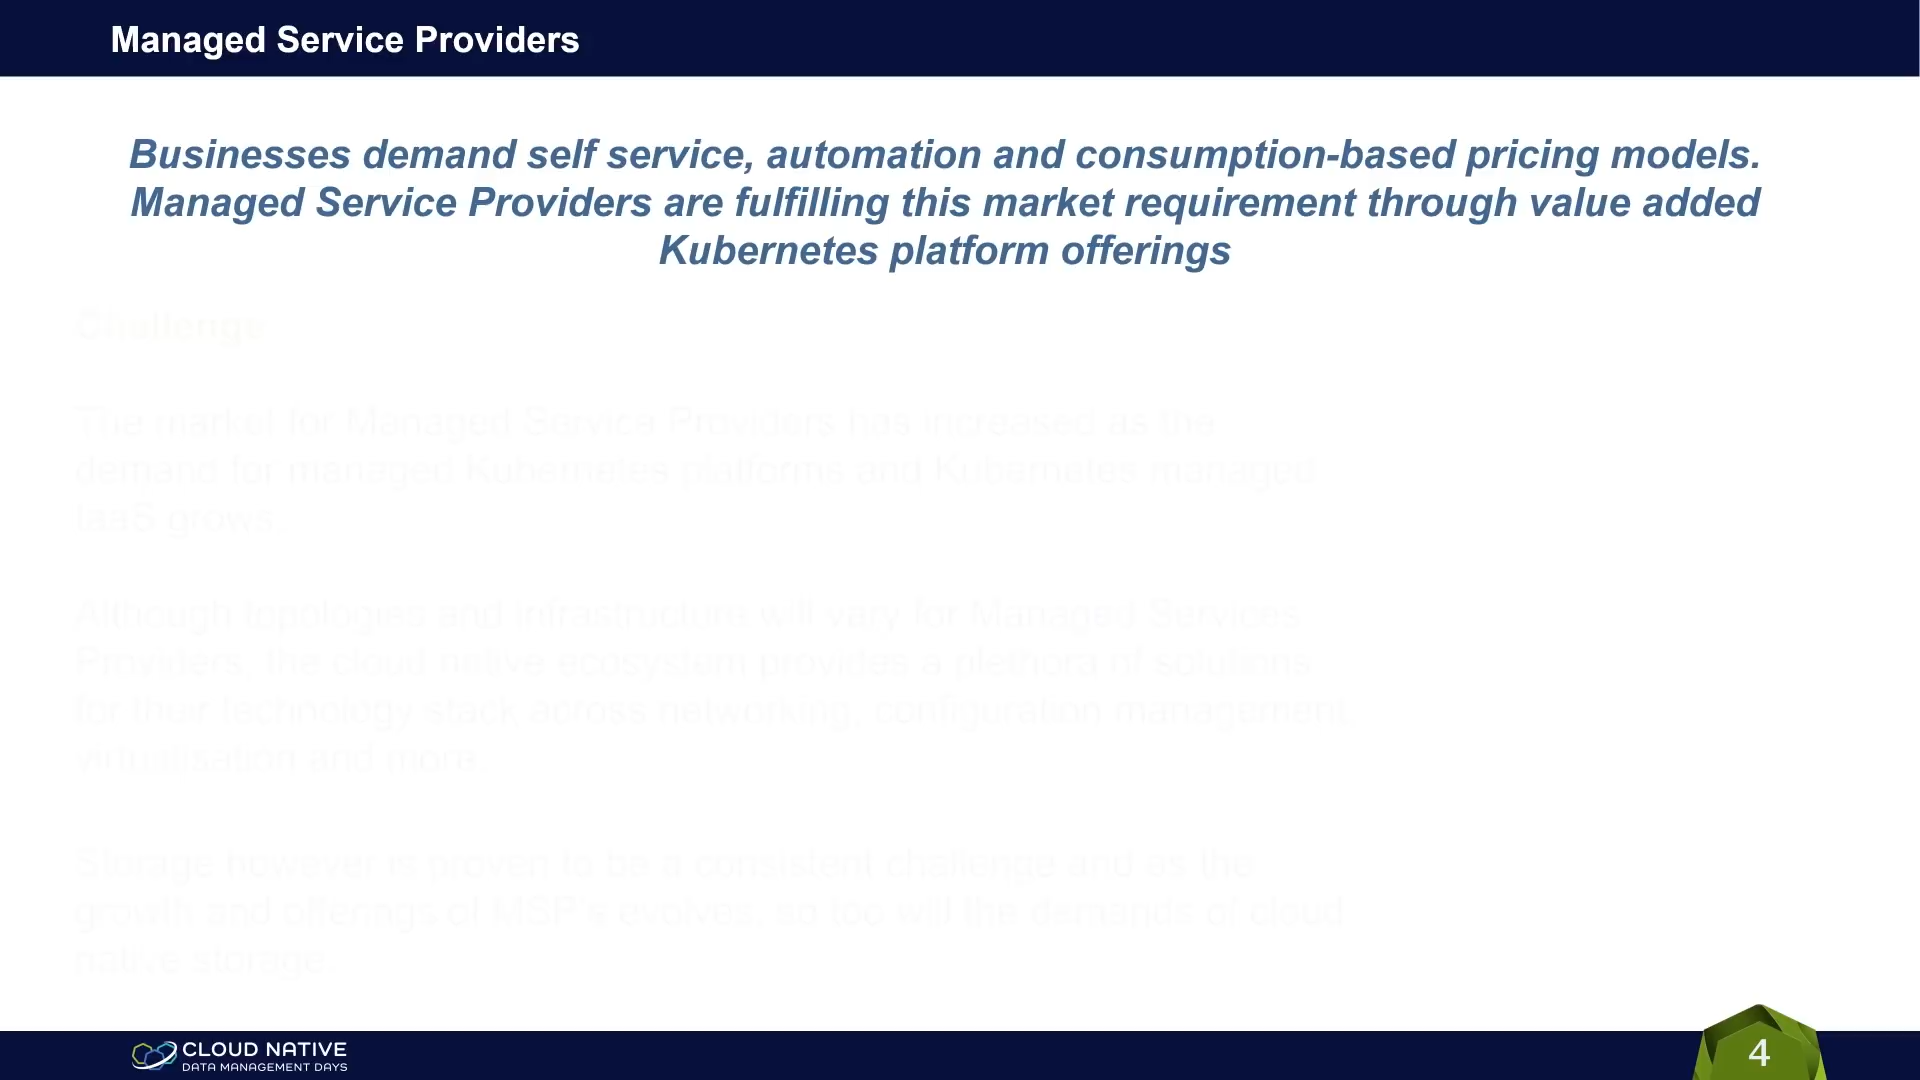 Managed Service Providers
Businesses demand self service, automation and consumption-based pricing models.
Managed Service Providers are fulfilling this market requirement through value added
Kubernetes platform offerings
Challenge
The market for Managed Service Providers has increased as the
demand for managed Kubernetes platforms and Kubernetes managed
IaaS grows.
Although topologies and infrastructure will vary for Managed Services
Providers, the cloud native ecosystem provides a plethora of solutions
for their technology stack across networking, configuration management,
virtualisation and more.
Storage however is proven to be a consistent challenge and as the
growth and offerings of MSP's evolves, so too will the demands of cloud
native storage.
CLOUD NATIVE
DATA MANAGEMENT DAYS
4